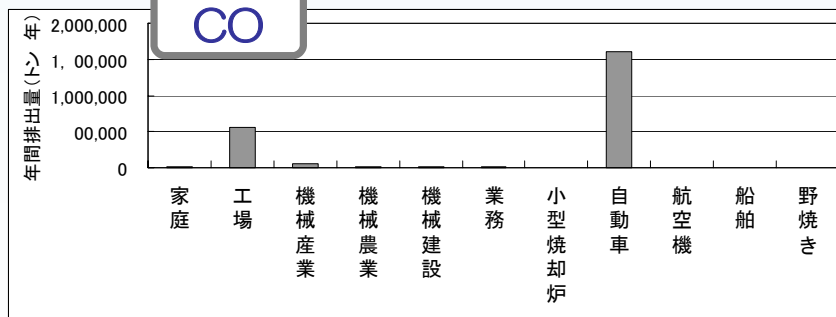 CO
年間排出量(トン 年)
2,000,000
1, 00,000
1,000,000
00,000
0
家庭
工場
機械産業
機械農業
機械建設
業務
小型焼却炉
自動車
航空機
船舶
野焼き